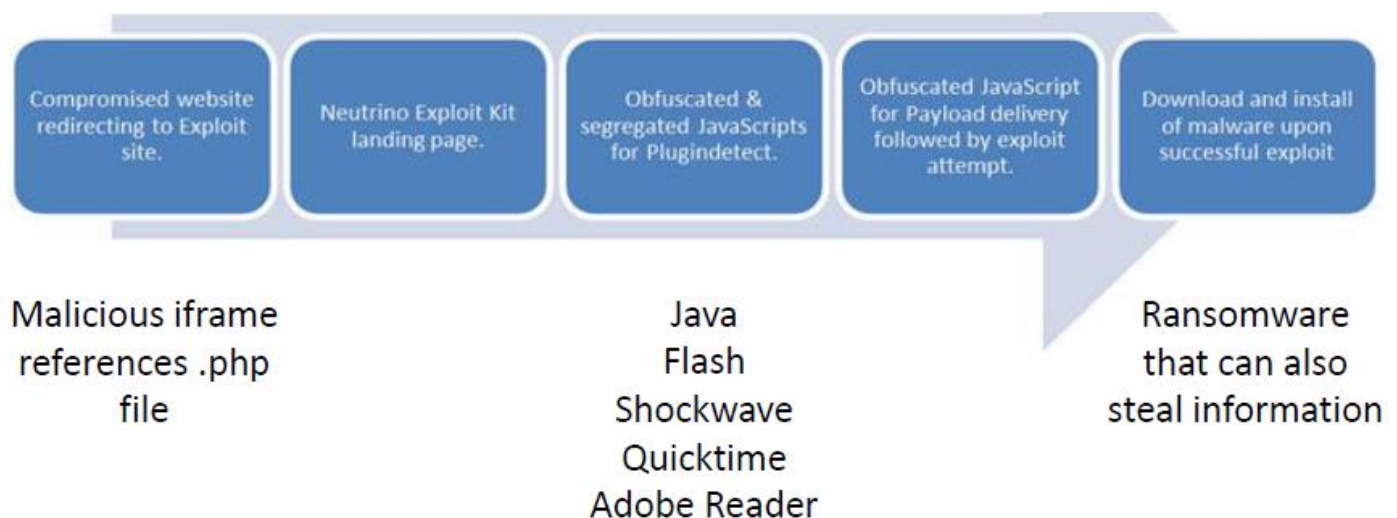 Compromised website
redirecting to Exploit
site.
Neutrino Exploit Kit
landing page.
Obfuscated &
segregated JavaScripts
for Plugindetect.
Obfuscated JavaScript
for Payload delivery
followed by exploit
attempt.
Download and install
of malware upon
successful exploit
Malicious iframe
references .php
file
Java
Flash
Shockwave
Quicktime
Adobe Reader
Ransomware
that can also
steal information